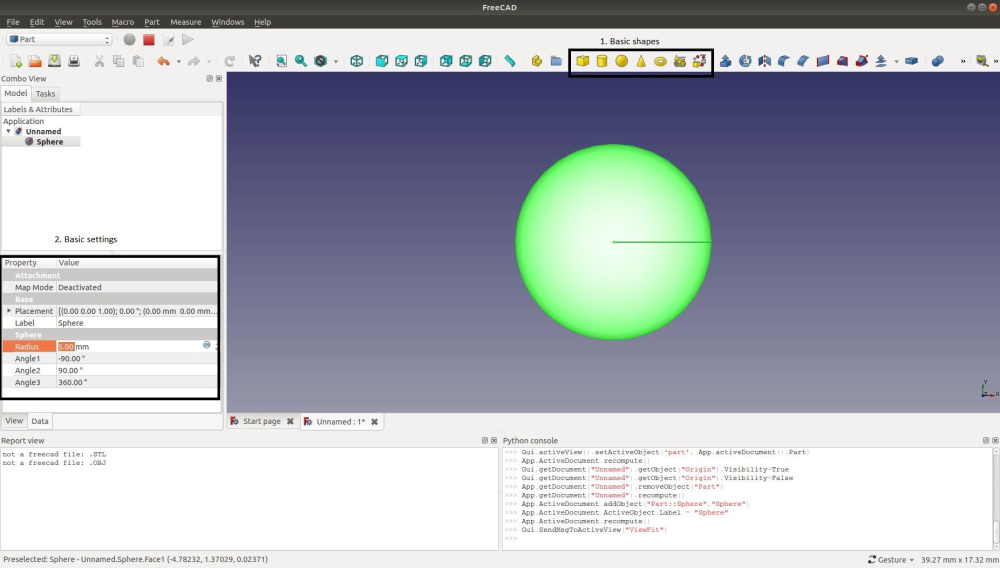 FreeCAD
File Edit View Tools Macro Part Measure Windows Help
Part
1. Basic shapes
Combo View
Model Tasks
Labels & Attributes
Application
Unnamed
Sphere
2. Basic settings
Property Value
Attachment
Map Mode Deactivated
Base
Placement [(0.00 0.00 1.00); 0.00 °; (0.00 mm 0.00 mm...
Label Sphere
Sphere
Radius 5.00 mm
Angle1 -90.00 °
Angle2 90.00 °
Angle3 360.00 °
View Data
Start page Unnamed : 1*
Y
X
Report view
not a freecad file: .STL
not a freecad file: .OBJ
Python console
>>> Gui.activeView().setActiveObject('part', App.activeDocument().Part)
>>> App.ActiveDocument.recompute()
>>> Gui.getDocument("Unnamed").getObject("Origin").Visibility=True
>>> Gui.getDocument("Unnamed").getObject("Origin").Visibility=False
>>> App.getDocument("Unnamed").removeObject("Part")
>>> App.getDocument("Unnamed").recompute()
>>> App.ActiveDocument.addObject("Part::Sphere","Sphere")
>>> App.ActiveDocument.ActiveObject.Label = "Sphere"
>>> App.ActiveDocument.recompute()
>>> Gui.SendMsgToActiveView("ViewFit")
>>>
Preselected: Sphere - Unnamed.Sphere.Face1 (-4.78232, 1.37029, 0.02371)
Gesture 39.27 mm x 17.32 mm